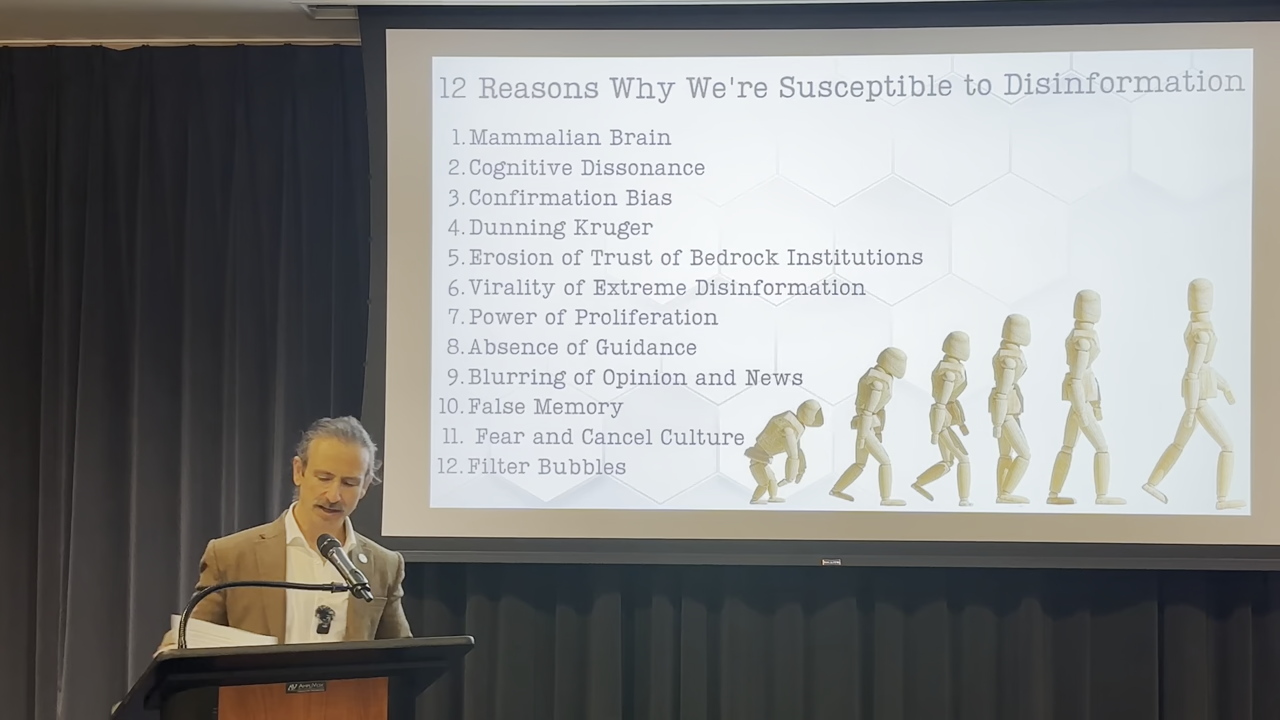 12 Reasons Why We're Susceptible to Disinformation
1. Mammalian Brain
2. Cognitive Dissonance
3. Confirmation Bias
4. Dunning Kruger
5. Erosion of Trust of Bedrock Institutions
6. Virality of Extreme Disinformation
7. Power of Proliferation
8. Absence of Guidance
9. Blurring of Opinion and News
10. False Memory
11. Fear and Cancel Culture
12. Filter Bubbles